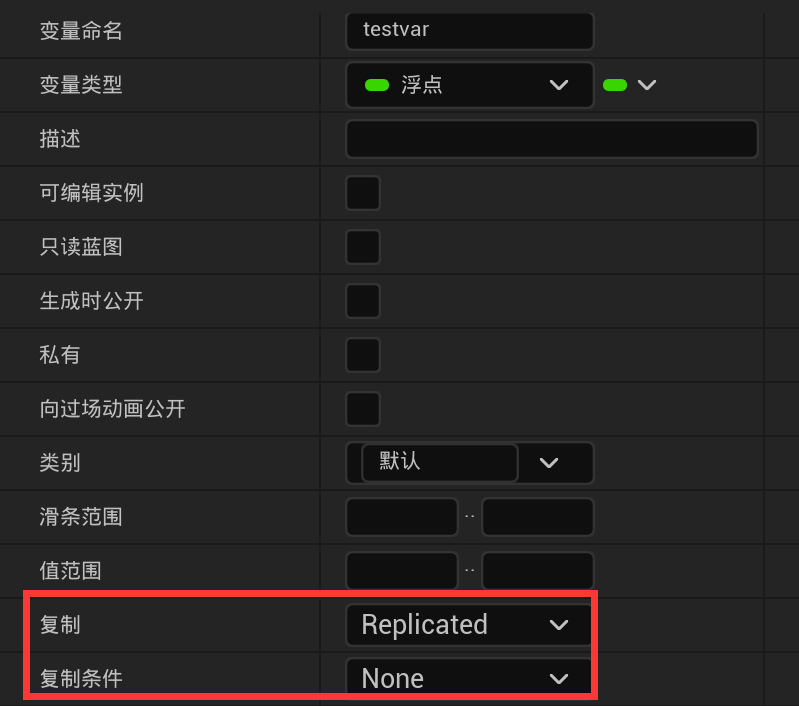 变量命名 testvar
变量类型 浮点
描述
可编辑实例
只读蓝图
生成时公开
私有
向过场动画公开
类别 默认
滑条范围 ..
值范围 ..
复制 Replicated
复制条件 None